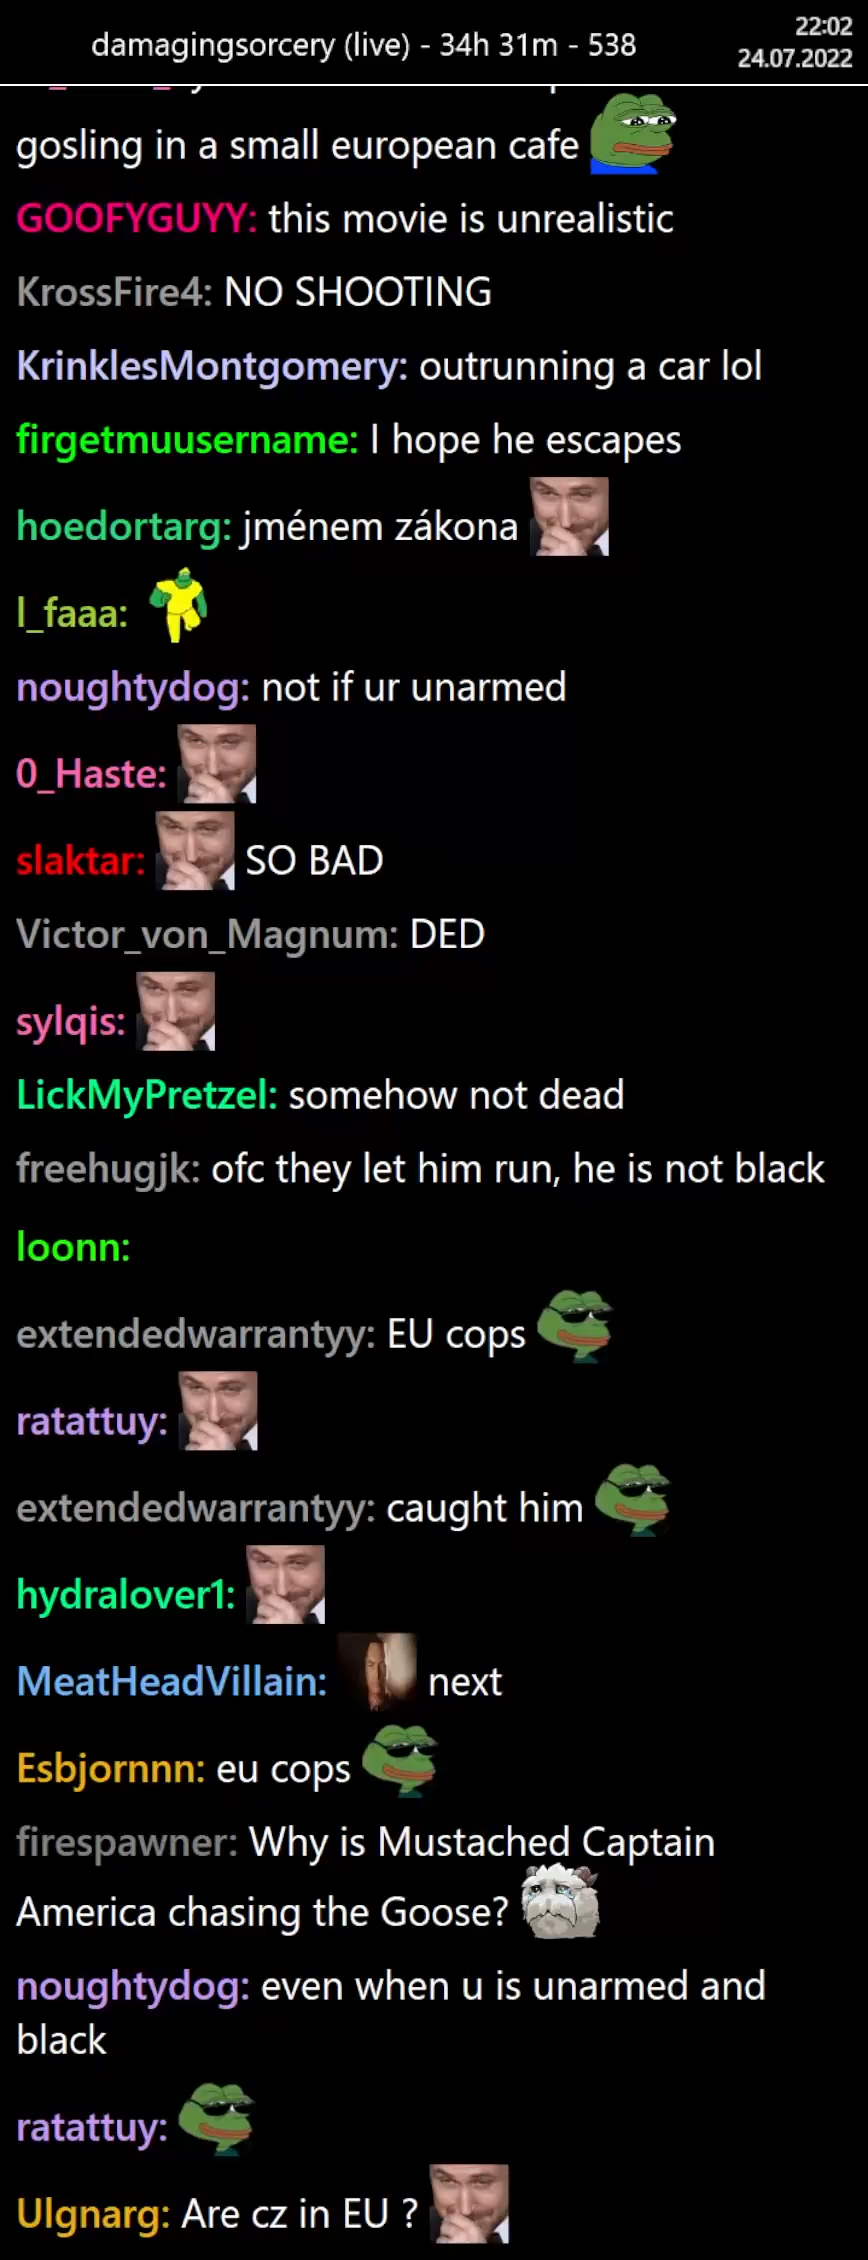 damagingsorcery (live) - 34h 31m - 538
22:02
24.07.2022
gosling in a small european cafe
GOOFYGUYY: this movie is unrealistic
KrossFire4: NO SHOOTING
KrinklesMontgomery: outrunning a car lol
firgetmuusername: I hope he escapes
hoedortarg: jménem zákona
l_faaa:
noughtydog: not if ur unarmed
0_Haste:
slaktar: SO BAD
Victor_von_Magnum: DED
sylqis:
LickMyPretzel: somehow not dead
freehugjk: ofc they let him run, he is not black
loonn:
extendedwarrantyy: EU cops
ratattuy:
extendedwarrantyy: caught him
hydralover1:
MeatHeadVillain: next
Esbjornnn: eu cops
firespawner: Why is Mustached Captain
America chasing the Goose?
noughtydog: even when u is unarmed and
black
ratattuy:
Ulgnarg: Are cz in EU ?